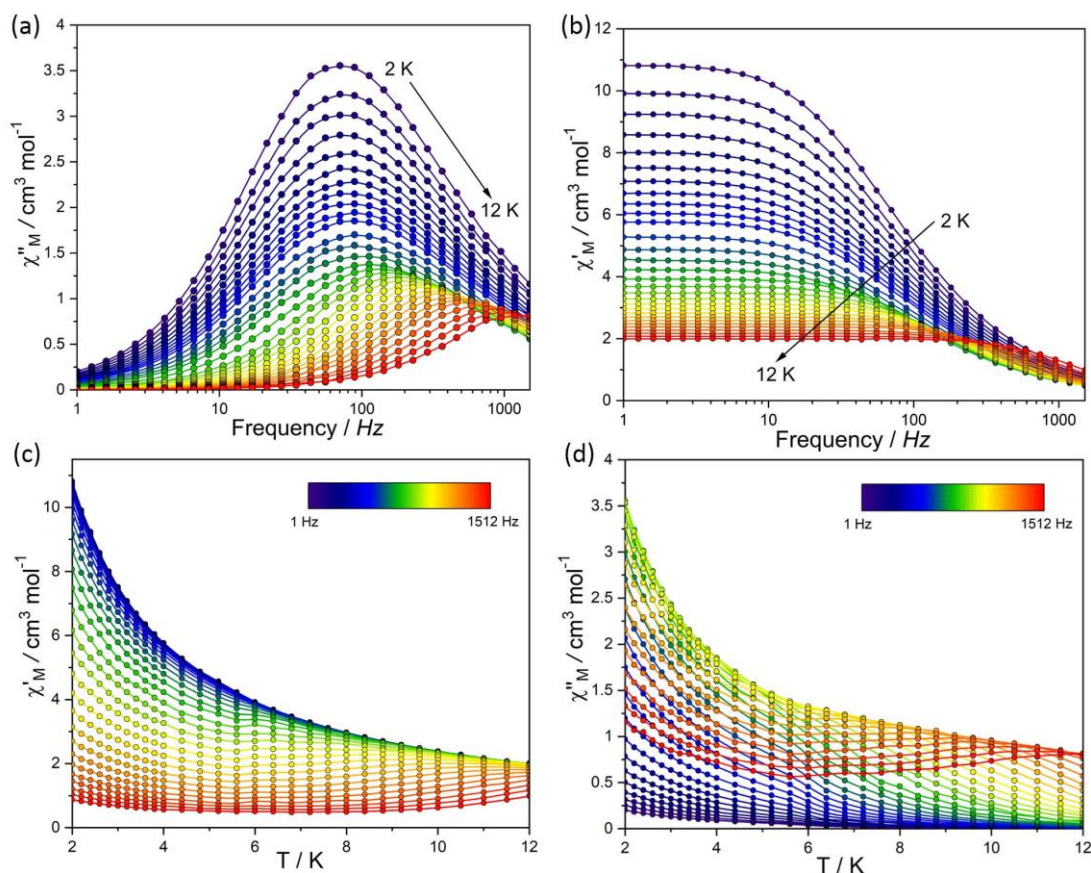 (a)
χ"M / cm³ mol⁻¹
4
3.5
3
2.5
2
1.5
1
0.5
0
2 K
12 K
1 10 100 1000
Frequency / Hz
(b)
χ'M / cm³ mol⁻¹
12
10
8
6
4
2
0
2 K
12 K
1 10 100 1000
Frequency / Hz
(c)
χ'M / cm³ mol⁻¹
10
8
6
4
2
0
1 Hz 1512 Hz
2 4 6 8 10 12
T / K
(d)
χ"M / cm³ mol⁻¹
4
3.5
3
2.5
2
1.5
1
0.5
0
1 Hz 1512 Hz
2 4 6 8 10 12
T / K